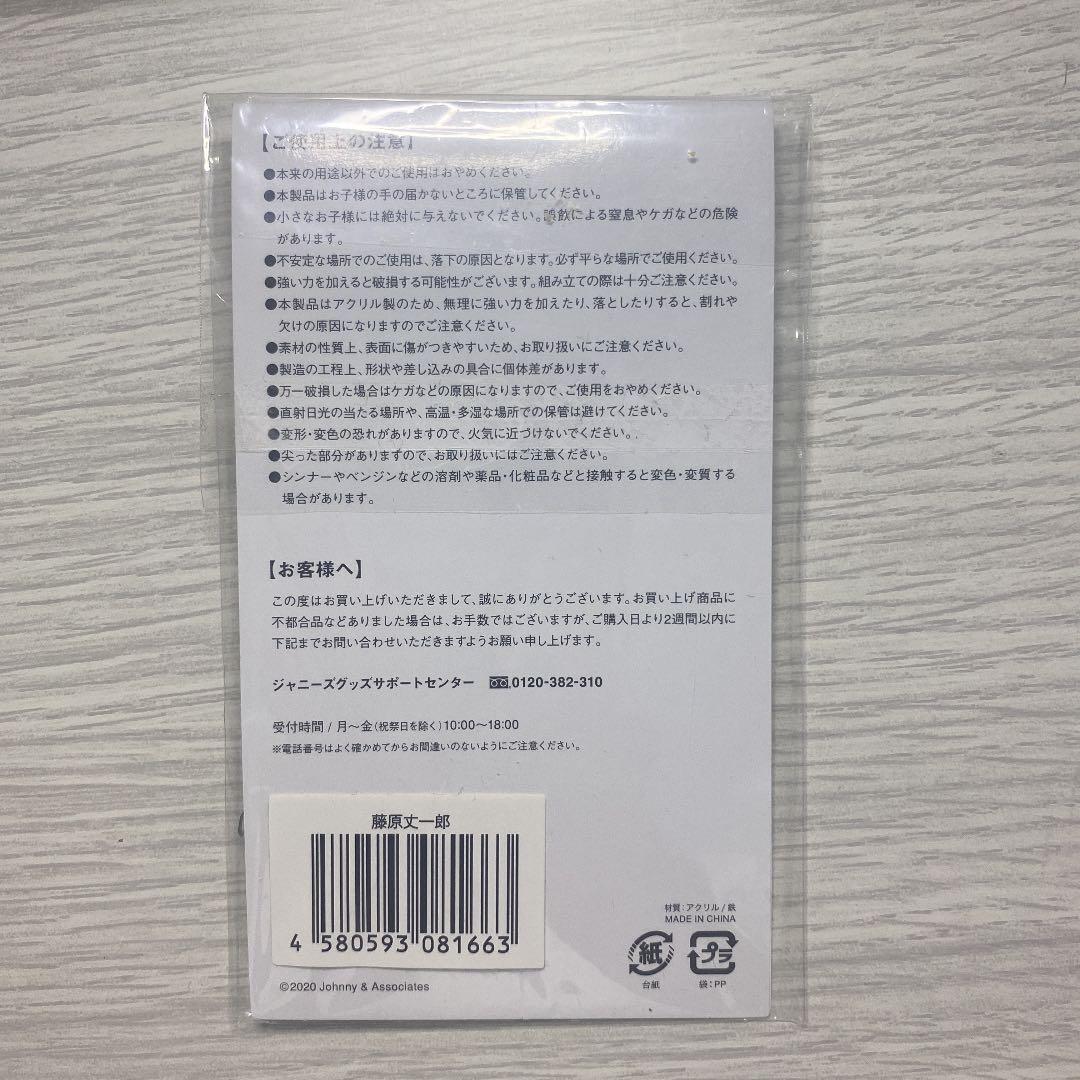 【ご使用上の注意】
●本来の用途以外でのご使用はおやめください。
●本製品はお子様の手の届かないところに保管してください。
●小さなお子様には絶対に与えないでください。誤飲による窒息やケガなどの危険
があります。
●不安定な場所でのご使用は、落下の原因となります。必ず平らな場所でご使用ください。
●強い力を加えると破損する可能性がございます。組み立ての際は十分ご注意ください。
●本製品はアクリル製のため、無理に強い力を加えたり、落としたりすると、割れや
欠けの原因になりますのでご注意ください。
●素材の性質上、表面に傷がつきやすいため、お取り扱いにご注意ください。
●製造の工程上、形状や差し込みの具合に個体差があります。
●万一破損した場合はケガなどの原因になりますので、ご使用をおやめください。
●直射日光の当たる場所や、高温・多湿な場所での保管は避けてください。
●変形・変色の恐れがありますので、火気に近づけないでください。
●尖った部分がありますので、お取り扱いにはご注意ください。
●シンナーやベンジンなどの溶剤や薬品・化粧品などと接触すると変色・変質する
場合があります。
【お客様へ】
この度はお買い上げいただきまして、誠にありがとうございます。お買い上げ商品に
不都合品などありました場合は、お手数ではございますが、ご購入日より2週間以内に
下記までお問い合わせいただきますようお願い申し上げます。
ジャニーズグッズサポートセンター 0120-382-310
受付時間 / 月〜金(祝祭日を除く)10:00〜18:00
※電話番号はよく確かめてからお間違いのないようにご注意ください。
藤原丈一郎
4 580593 081663
©2020 Johnny & Associates
材質:アクリル / 鉄
MADE IN CHINA
紙 プラ
台紙 袋:PP